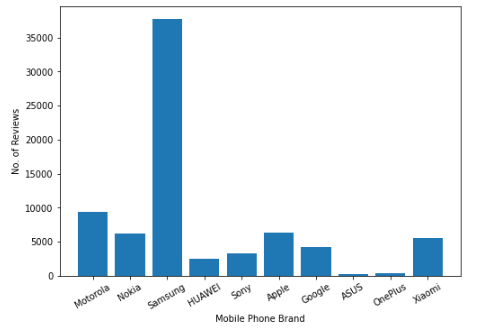 35000
30000
25000
20000
15000
10000
5000
0
No. of Reviews
Motorola
Nokia
Samsung
HUAWEI
Sony
Apple
Google
ASUS
OnePlus
Xiaomi
Mobile Phone Brand